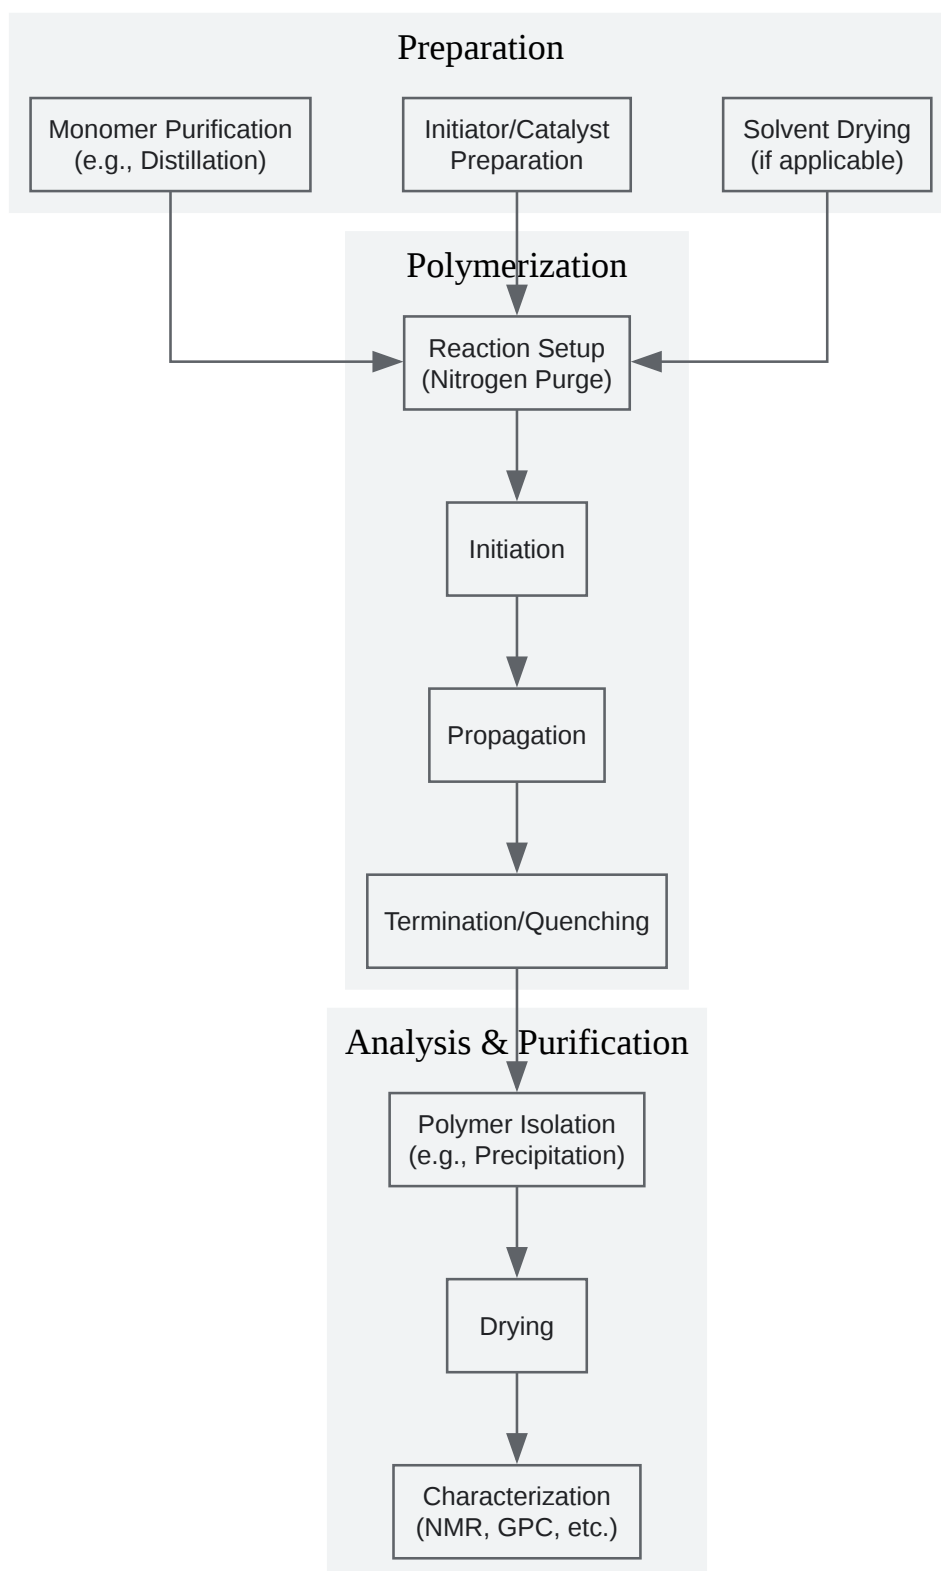 Preparation
Monomer Purification
(e.g., Distillation)
Initiator/Catalyst
Preparation
Solvent Drying
(if applicable)
Polymerization
Reaction Setup
(Nitrogen Purge)
Initiation
Propagation
Termination/Quenching
Analysis & Purification
Polymer Isolation
(e.g., Precipitation)
Drying
Characterization
(NMR, GPC, etc.)